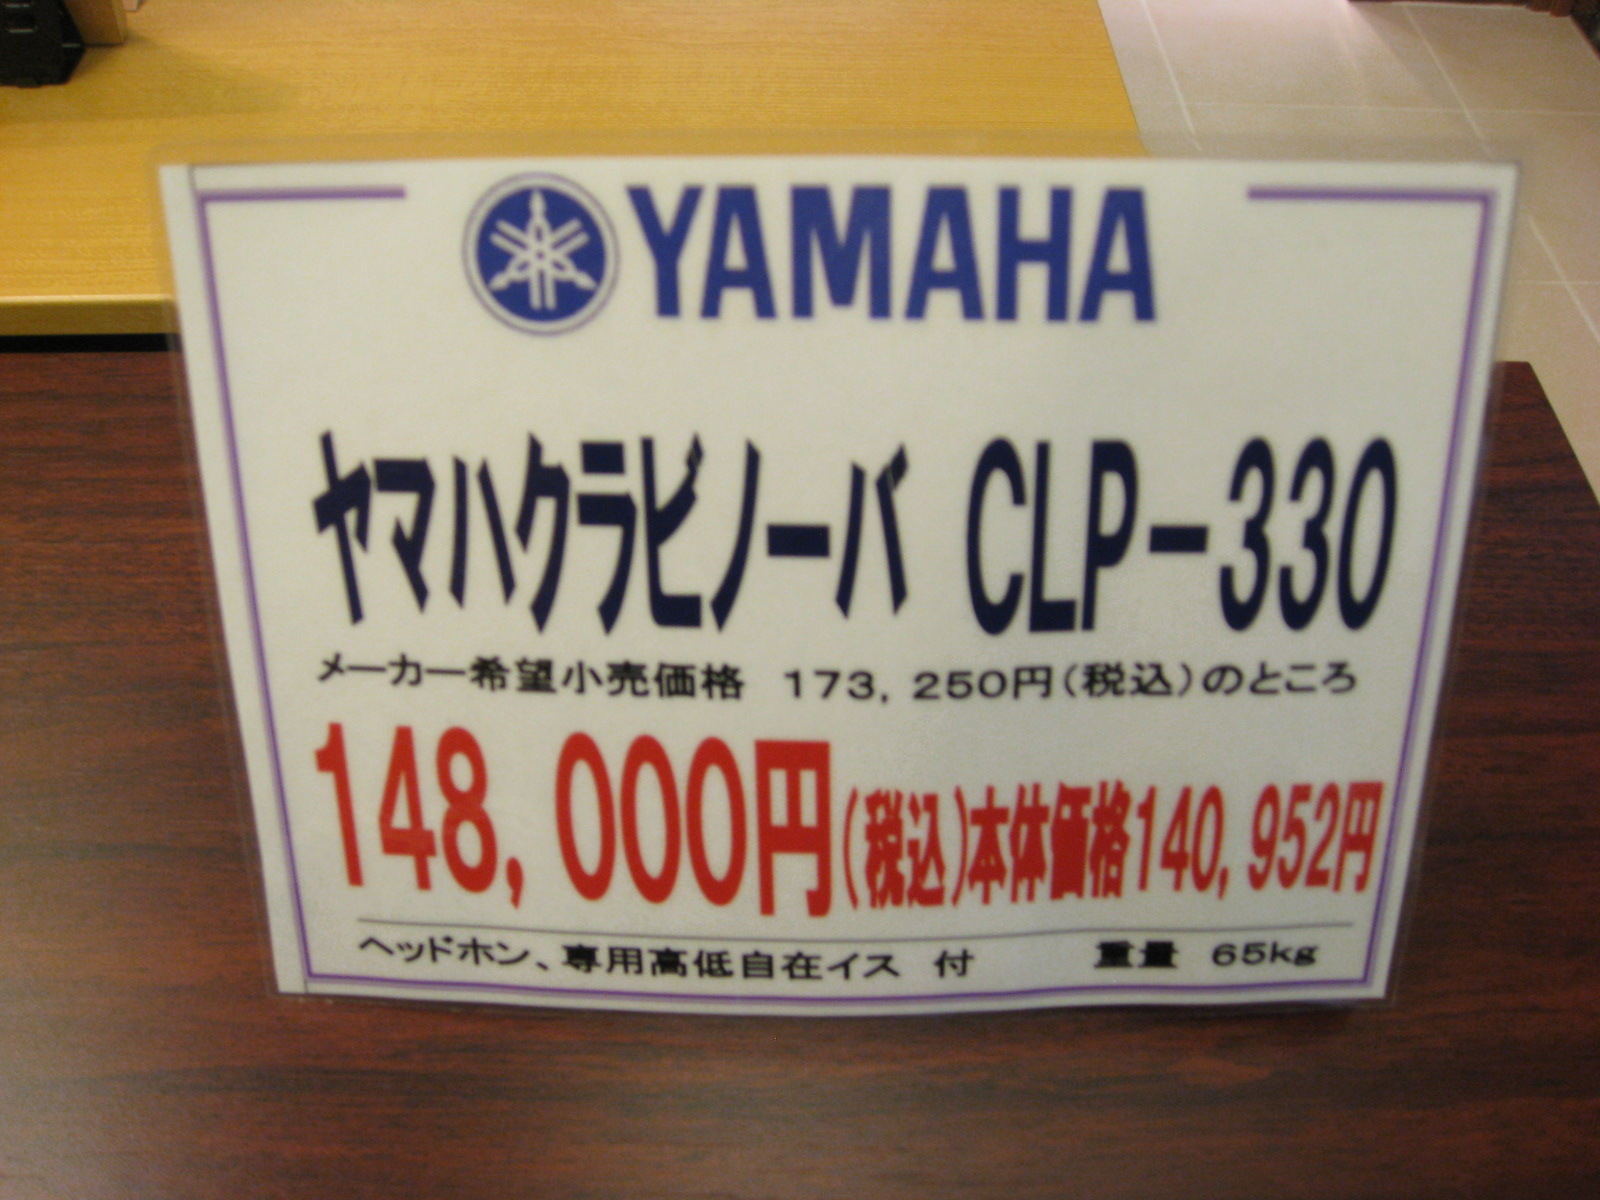 YAMAHA
ヤマハクラビノーバ CLP-330
メーカー希望小売価格 173,250円(税込)のところ
148,000円(税込)本体価格140,952円
ヘッドホン、専用高低自在イス 付 重量 65kg